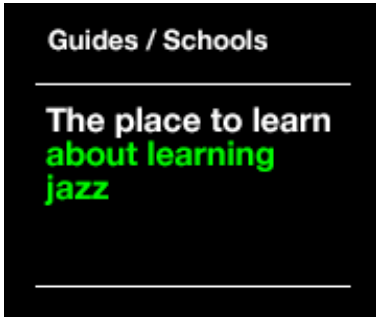 Guides / Schools
The place to learn
about learning
jazz